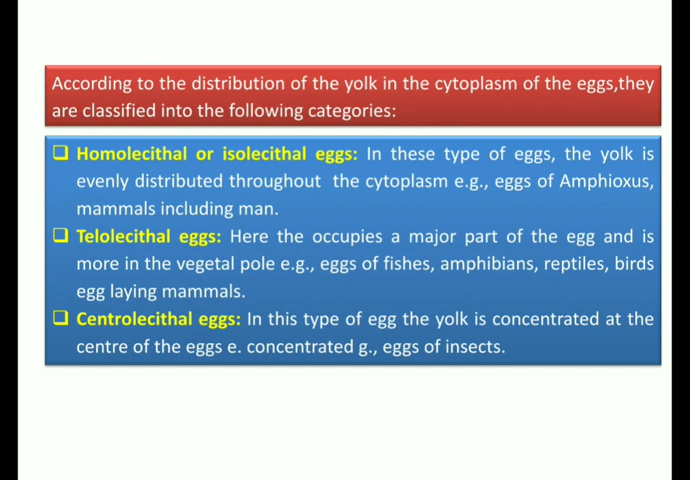 According to the distribution of the yolk in the cytoplasm of the eggs,they
are classified into the following categories:
Homolecithal or isolecithal eggs: In these type of eggs, the yolk is
evenly distributed throughout the cytoplasm e.g., eggs of Amphioxus,
mammals including man.
Telolecithal eggs: Here the occupies a major part of the egg and is
more in the vegetal pole e.g., eggs of fishes, amphibians, reptiles, birds
egg laying mammals.
Centrolecithal eggs: In this type of egg the yolk is concentrated at the
centre of the eggs e. concentrated g., eggs of insects.